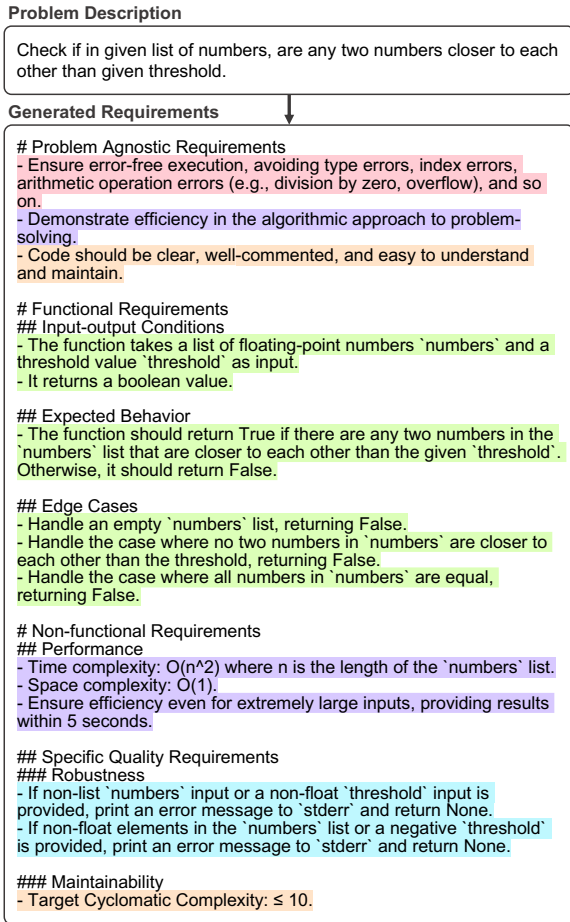 Problem Description
Check if in given list of numbers, are any two numbers closer to each
other than given threshold.
Generated Requirements
# Problem Agnostic Requirements
- Ensure error-free execution, avoiding type errors, index errors,
arithmetic operation errors (e.g., division by zero, overflow), and so
on.
- Demonstrate efficiency in the algorithmic approach to problem-
solving.
- Code should be clear, well-commented, and easy to understand
and maintain.
# Functional Requirements
## Input-output Conditions
- The function takes a list of floating-point numbers `numbers` and a
threshold value `threshold` as input.
- It returns a boolean value.
## Expected Behavior
- The function should return True if there are any two numbers in the
`numbers` list that are closer to each other than the given `threshold`.
Otherwise, it should return False.
## Edge Cases
- Handle an empty `numbers` list, returning False.
- Handle the case where no two numbers in `numbers` are closer to
each other than the threshold, returning False.
- Handle the case where all numbers in `numbers` are equal,
returning False.
# Non-functional Requirements
## Performance
- Time complexity: O(n^2) where n is the length of the `numbers` list.
- Space complexity: O(1).
- Ensure efficiency even for extremely large inputs, providing results
within 5 seconds.
## Specific Quality Requirements
### Robustness
- If non-list `numbers` input or a non-float `threshold` input is
provided, print an error message to `stderr` and return None.
- If non-float elements in the `numbers` list or a negative `threshold`
is provided, print an error message to `stderr` and return None.
### Maintainability
- Target Cyclomatic Complexity: ≤ 10.